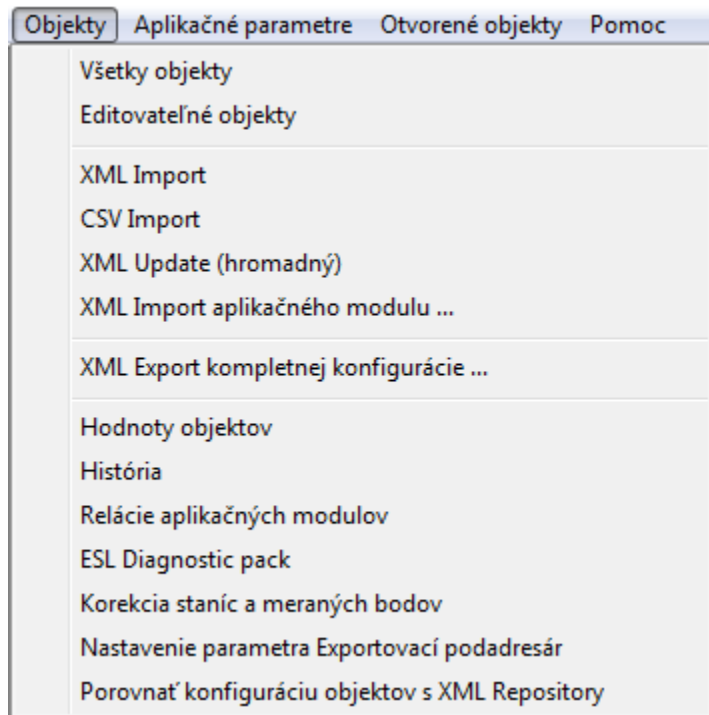 Objekty Aplikačné parametre Otvorené objekty Pomoc
Všetky objekty
Editovateľné objekty
XML Import
CSV Import
XML Update (hromadný)
XML Import aplikačného modulu ...
XML Export kompletnej konfigurácie ...
Hodnoty objektov
História
Relácie aplikačných modulov
ESL Diagnostic pack
Korekcia staníc a meraných bodov
Nastavenie parametra Exportovací podadresár
Porovnať konfiguráciu objektov s XML Repository